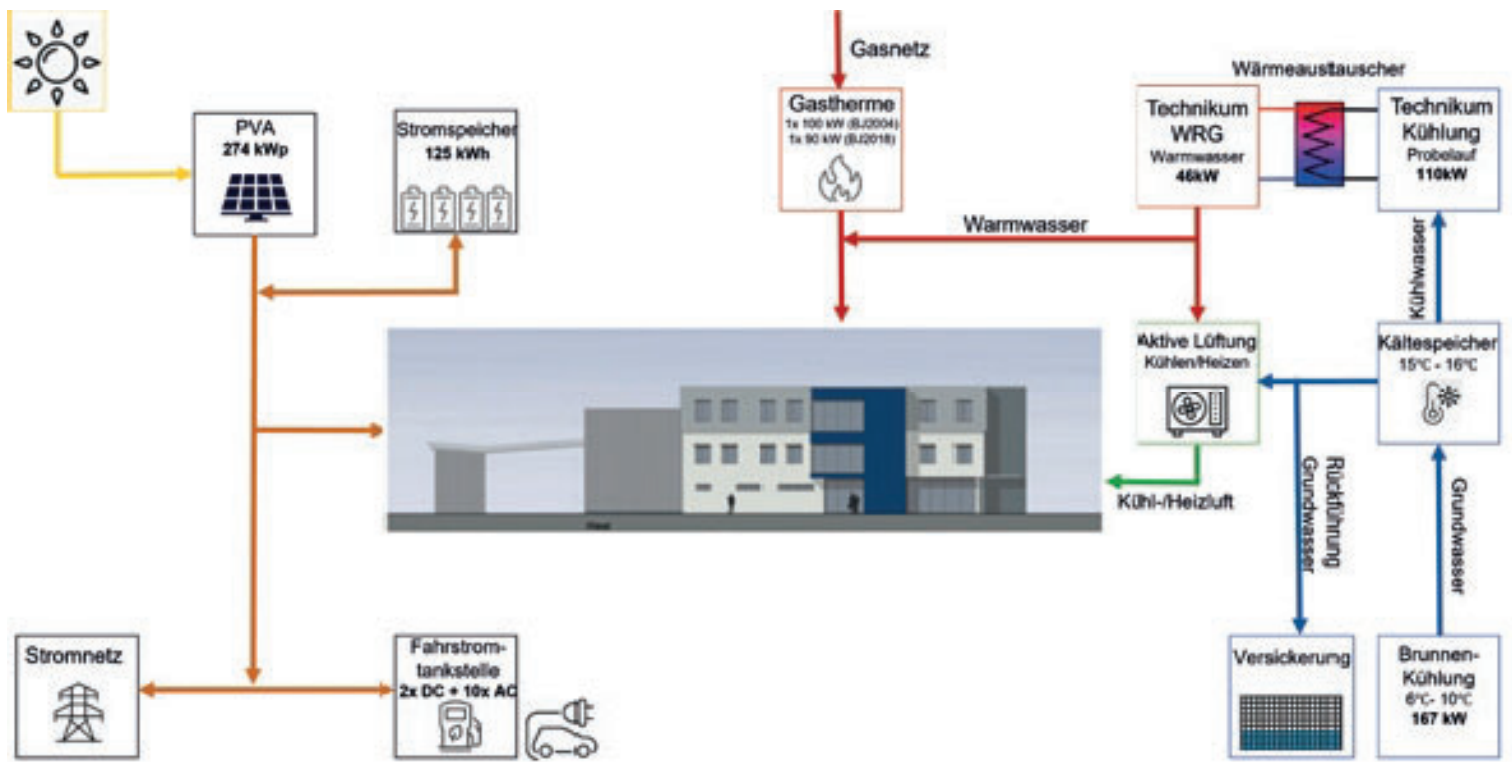 Gasnetz
Wärmeaustauscher
PVA
274 kWp
Stromspeicher
125 kWh
Gastherme
1x 100 kW (BJ2004)
1x 90 kW (BJ2018)
Technikum
WRG
Warmwasser
46kW
Technikum
Kühlung
Probelauf
110kW
Warmwasser
Kühlwasser
Aktive Lüftung
Kühlen/Heizen
Kältespeicher
15°C - 16°C
Kühl-/Heizluft
Rückführung
Grundwasser
Grundwasser
Stromnetz
Fahrstrom-
tankstelle
2x DC + 10x AC
Versickerung
Brunnen-
Kühlung
6°C- 10°C
167 kW